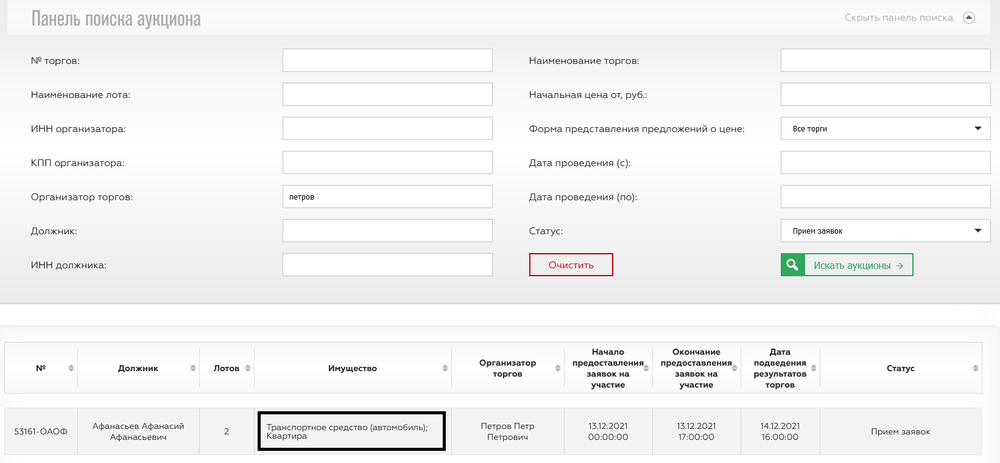 Панель поиска аукциона
Скрыть панель поиска
№ торгов:
Наименование торгов:
Наименование лота:
Начальная цена от, руб.:
ИНН организатора:
Форма представления предложений о цене:
Все торги
КПП организатора:
Дата проведения (с):
Организатор торгов:
петров
Дата проведения (по):
Должник:
Статус:
Прием заявок
ИНН должника:
Очистить
Искать аукционы →
№
Должник
Лотов
Имущество
Организатор
торгов
Начало
предоставления
заявок на
участие
Окончание
предоставления
заявок на
участие
Дата
подведения
результатов
торгов
Статус
53161-ОАОФ
Афанасьев Афанасий
Афанасьевич
2
Транспортное средство (автомобиль);
Квартира
Петров Петр
Петрович
13.12.2021
00:00:00
13.12.2021
17:00:00
14.12.2021
16:00:00
Прием заявок